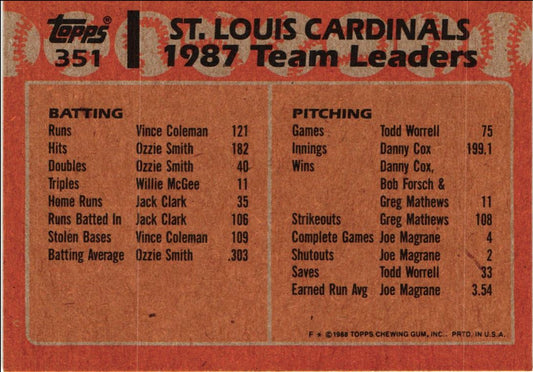 Topps®
351
ST. LOUIS CARDINALS
1987 Team Leaders
BATTING
Runs Vince Coleman 121
Hits Ozzie Smith 182
Doubles Ozzie Smith 40
Triples Willie McGee 11
Home Runs Jack Clark 35
Runs Batted In Jack Clark 106
Stolen Bases Vince Coleman 109
Batting Average Ozzie Smith .303
PITCHING
Games Todd Worrell 75
Innings Danny Cox 199.1
Wins Danny Cox,
Bob Forsch &
Greg Mathews 11
Strikeouts Greg Mathews 108
Complete Games Joe Magrane 4
Shutouts Joe Magrane 2
Saves Todd Worrell 33
Earned Run Avg Joe Magrane 3.54
F * © 1988 TOPPS CHEWING GUM, INC. PRTD. IN U.S.A.